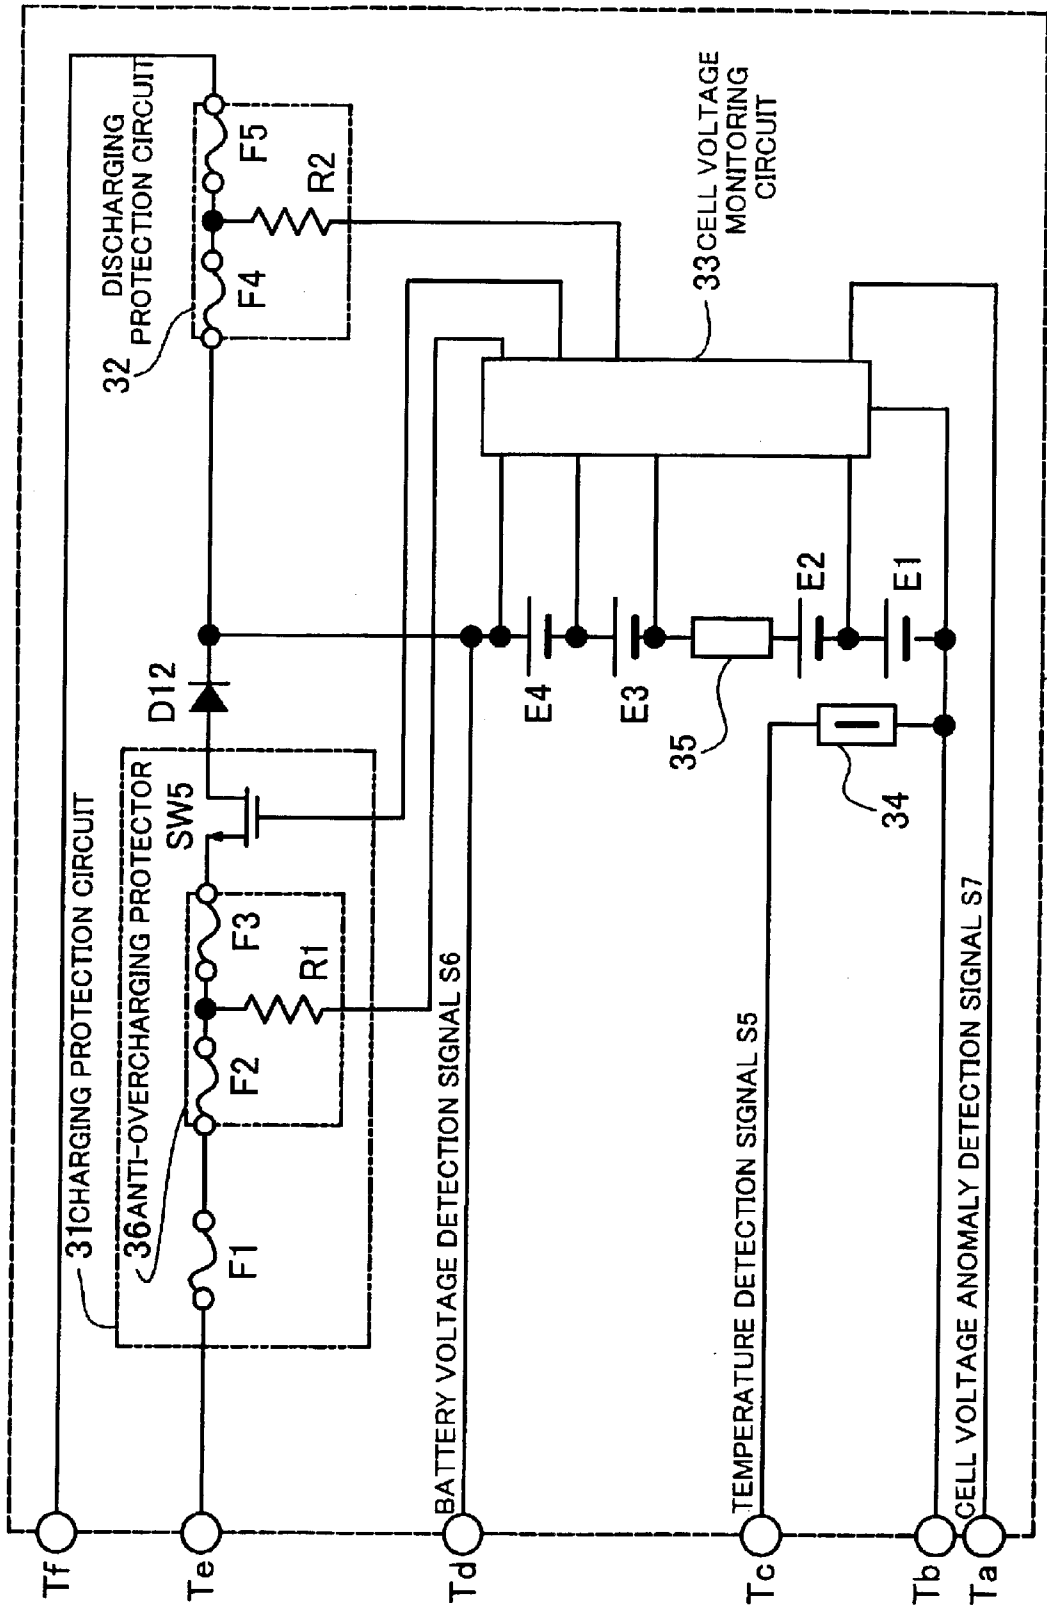 31 CHARGING PROTECTION CIRCUIT
36 ANTI-OVERCHARGING PROTECTOR
DISCHARGING
PROTECTION CIRCUIT
32
F1
F2
F3
R1
SW5
D12
F4
F5
R2
33 CELL VOLTAGE
MONITORING
CIRCUIT
BATTERY VOLTAGE DETECTION SIGNAL S6
E4
E3
35
E2
E1
34
TEMPERATURE DETECTION SIGNAL S5
CELL VOLTAGE ANOMALY DETECTION SIGNAL S7
Tf
Te
Td
Tc
Tb
Ta